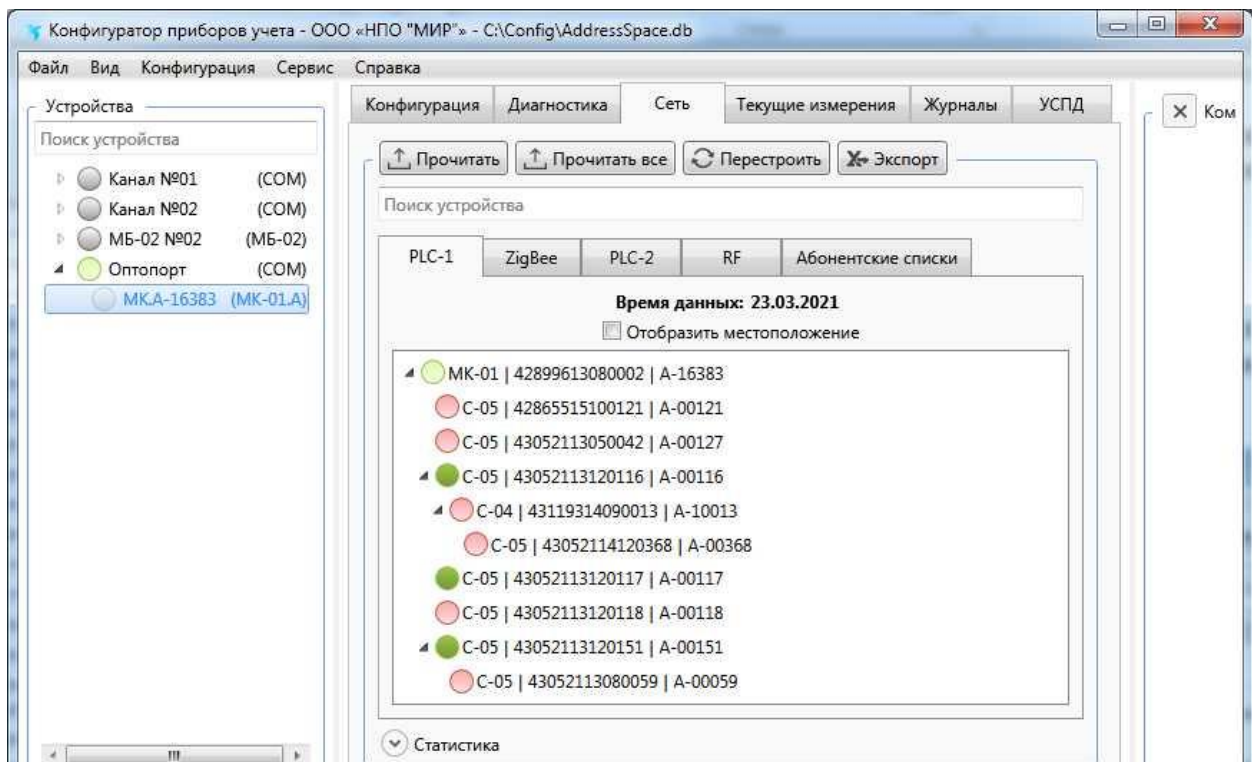 Конфигуратор приборов учета - ООО «НПО "МИР"» - C:\Config\AddressSpace.db
Файл Вид Конфигурация Сервис Справка
Устройства
Поиск устройства
Канал №01 (COM)
Канал №02 (COM)
МБ-02 №02 (МБ-02)
Оптопорт (COM)
МК.А-16383 (МК-01.А)
Конфигурация Диагностика Сеть Текущие измерения Журналы УСПД
Прочитать Прочитать все Перестроить Экспорт
Поиск устройства
PLC-1 ZigBee PLC-2 RF Абонентские списки
Время данных: 23.03.2021
Отобразить местоположение
МК-01 | 42899613080002 | А-16383
С-05 | 42865515100121 | А-00121
С-05 | 43052113050042 | А-00127
С-05 | 43052113120116 | А-00116
С-04 | 43119314090013 | А-10013
С-05 | 43052114120368 | А-00368
С-05 | 43052113120117 | А-00117
С-05 | 43052113120118 | А-00118
С-05 | 43052113120151 | А-00151
С-05 | 43052113080059 | А-00059
Статистика
Ком